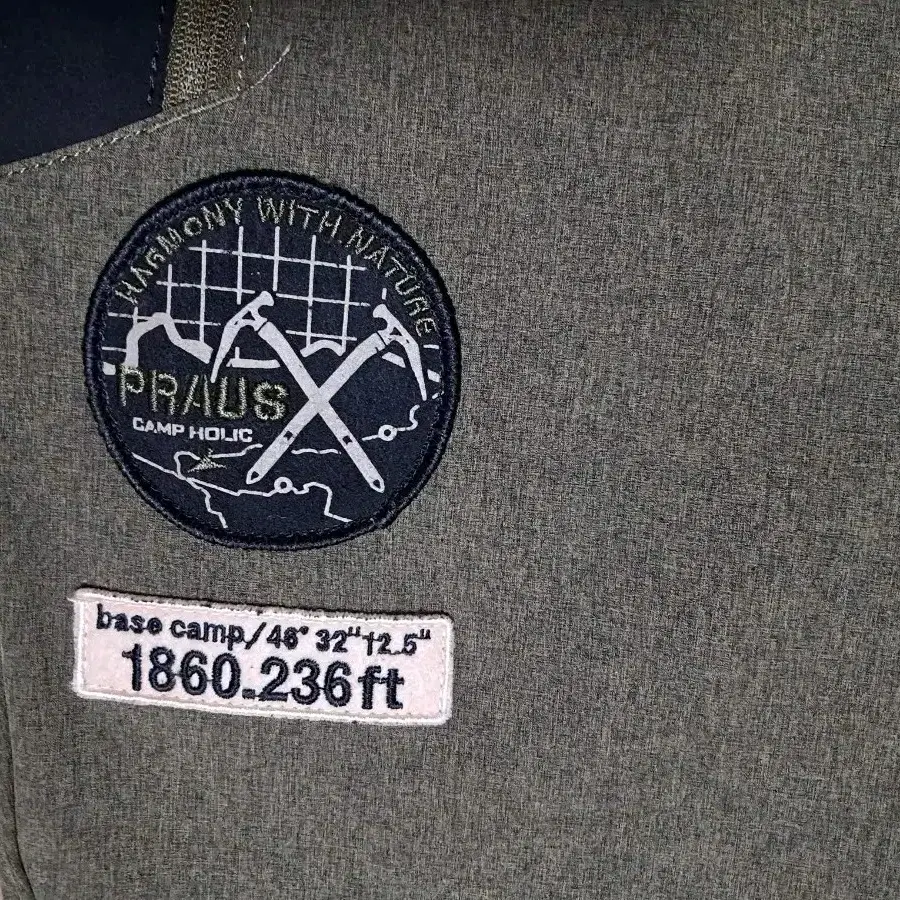 HARMONY WITH NATURE
PRAUS
CAMP HOLIC
base camp/46° 32" 12.5"
1860.236ft